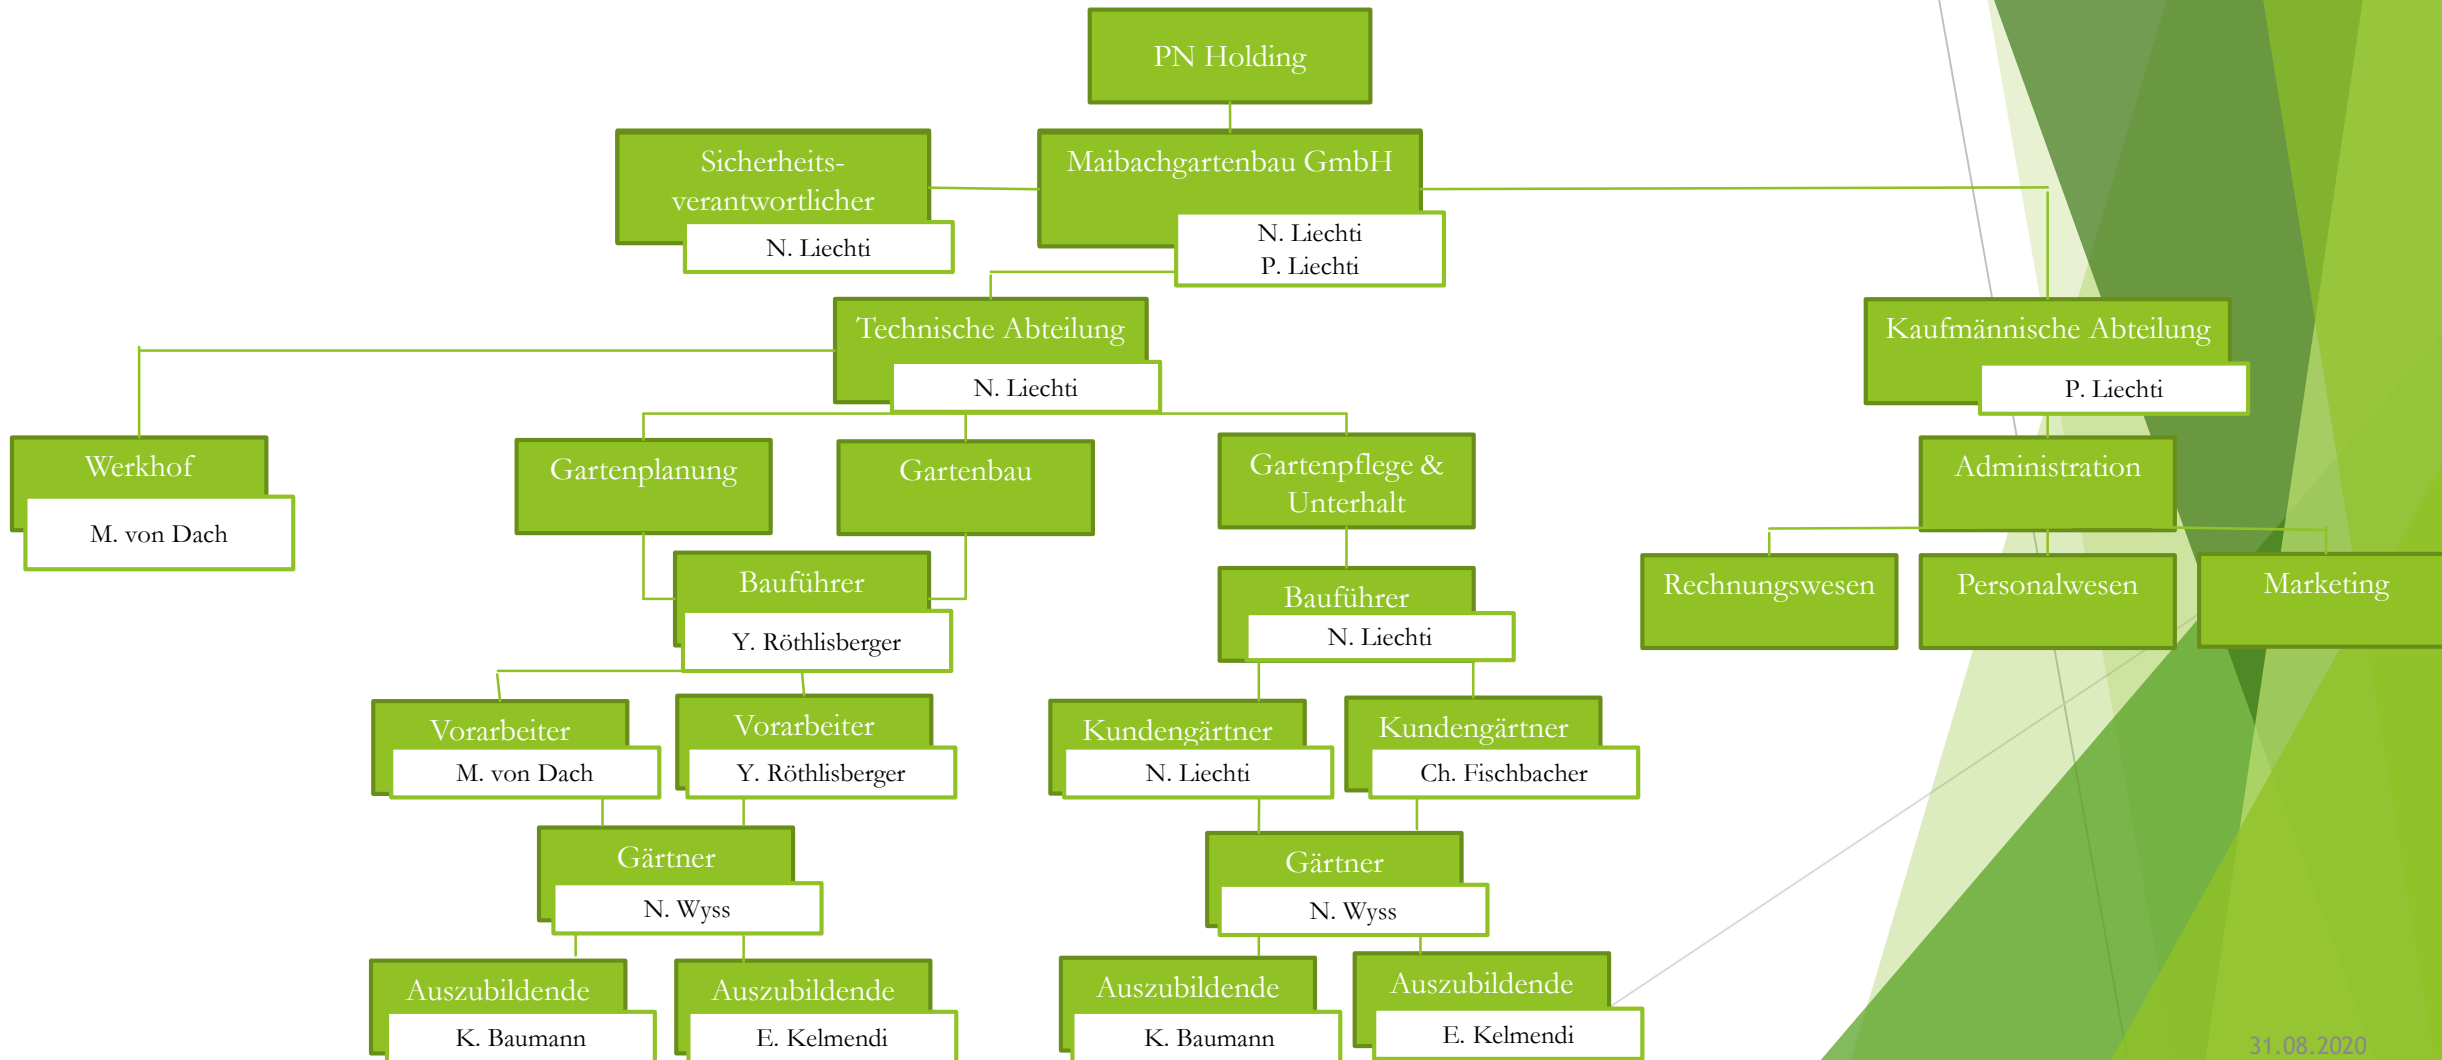 PN Holding
Sicherheits-
verantwortlicher
N. Liechti
Maibachgartenbau GmbH
N. Liechti
P. Liechti
Technische Abteilung
N. Liechti
Kaufmännische Abteilung
P. Liechti
Werkhof
M. von Dach
Gartenplanung
Gartenbau
Gartenpflege &
Unterhalt
Administration
Bauführer
Y. Röthlisberger
Bauführer
N. Liechti
Rechnungswesen
Personalwesen
Marketing
Vorarbeiter
M. von Dach
Vorarbeiter
Y. Röthlisberger
Kundengärtner
N. Liechti
Kundengärtner
Ch. Fischbacher
Gärtner
N. Wyss
Gärtner
N. Wyss
Auszubildende
K. Baumann
Auszubildende
E. Kelmendi
Auszubildende
K. Baumann
Auszubildende
E. Kelmendi
31.08.2020